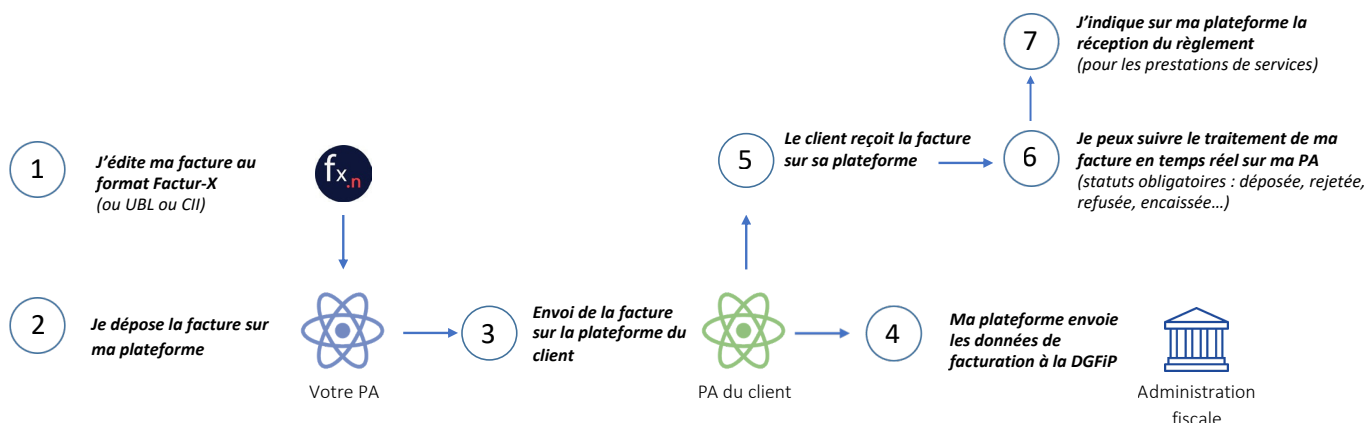 1
J’édite ma facture au
format Factur-X
(ou UBL ou CII)
fx.n
2
Je dépose la facture sur
ma plateforme
Votre PA
3
Envoi de la facture
sur la plateforme du
client
PA du client
4
Ma plateforme envoie
les données de
facturation à la DGFiP
Administration
fiscale
5
Le client reçoit la facture
sur sa plateforme
6
Je peux suivre le traitement de ma
facture en temps réel sur ma PA
(statuts obligatoires : déposée, rejetée,
refusée, encaissée…)
7
J’indique sur ma plateforme la
réception du règlement
(pour les prestations de services)